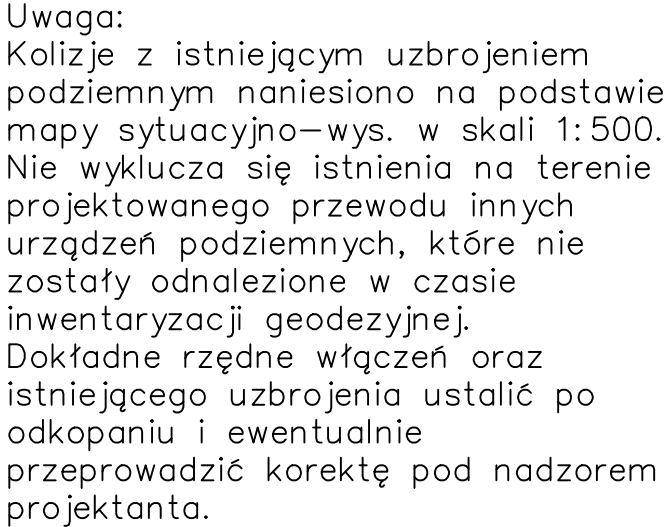 Uwaga:
Kolizje z istniejącym uzbrojeniem
podziemnym naniesiono na podstawie
mapy sytuacyjno–wys. w skali 1:500.
Nie wyklucza się istnienia na terenie
projektowanego przewodu innych
urządzeń podziemnych, które nie
zostały odnalezione w czasie
inwentaryzacji geodezyjnej.
Dokładne rzędne włączeń oraz
istniejącego uzbrojenia ustalić po
odkopaniu i ewentualnie
przeprowadzić korektę pod nadzorem
projektanta.